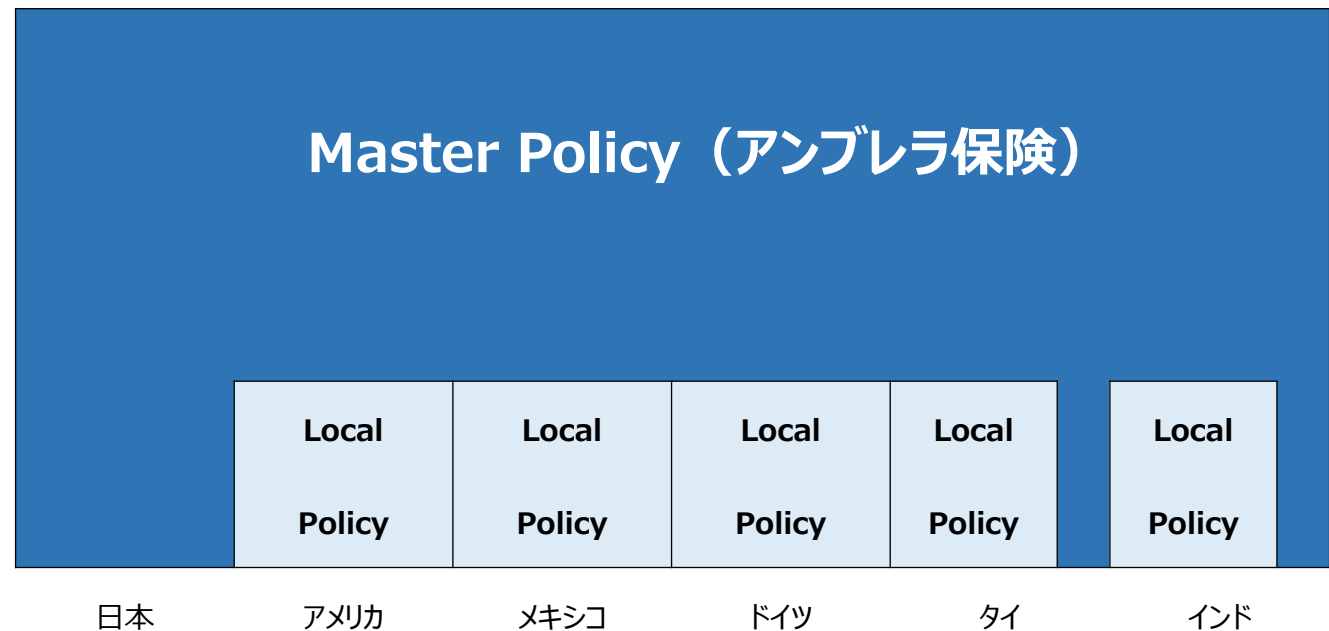 Master Policy（アンブレラ保険）
Local Local Local Local Local
Policy Policy Policy Policy Policy
日本 アメリカ メキシコ ドイツ タイ インド